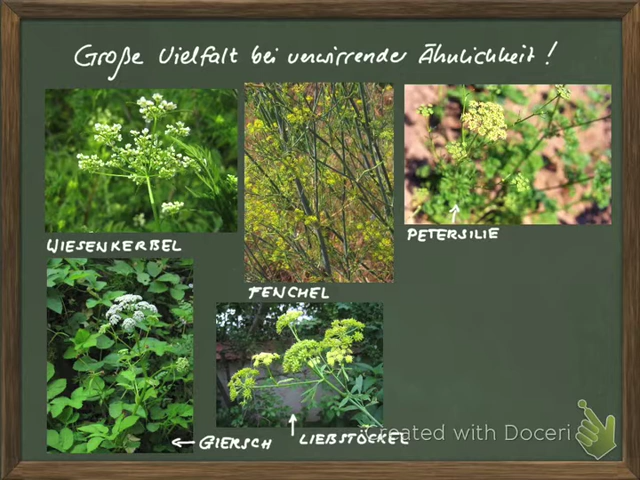 Große Vielfalt bei verwirrender Ähnlichkeit!
WIESENKERBEL
FENCHEL
PETERSILIE
GIERSCH
LIEBSTÖCKEL
Created with Doceri